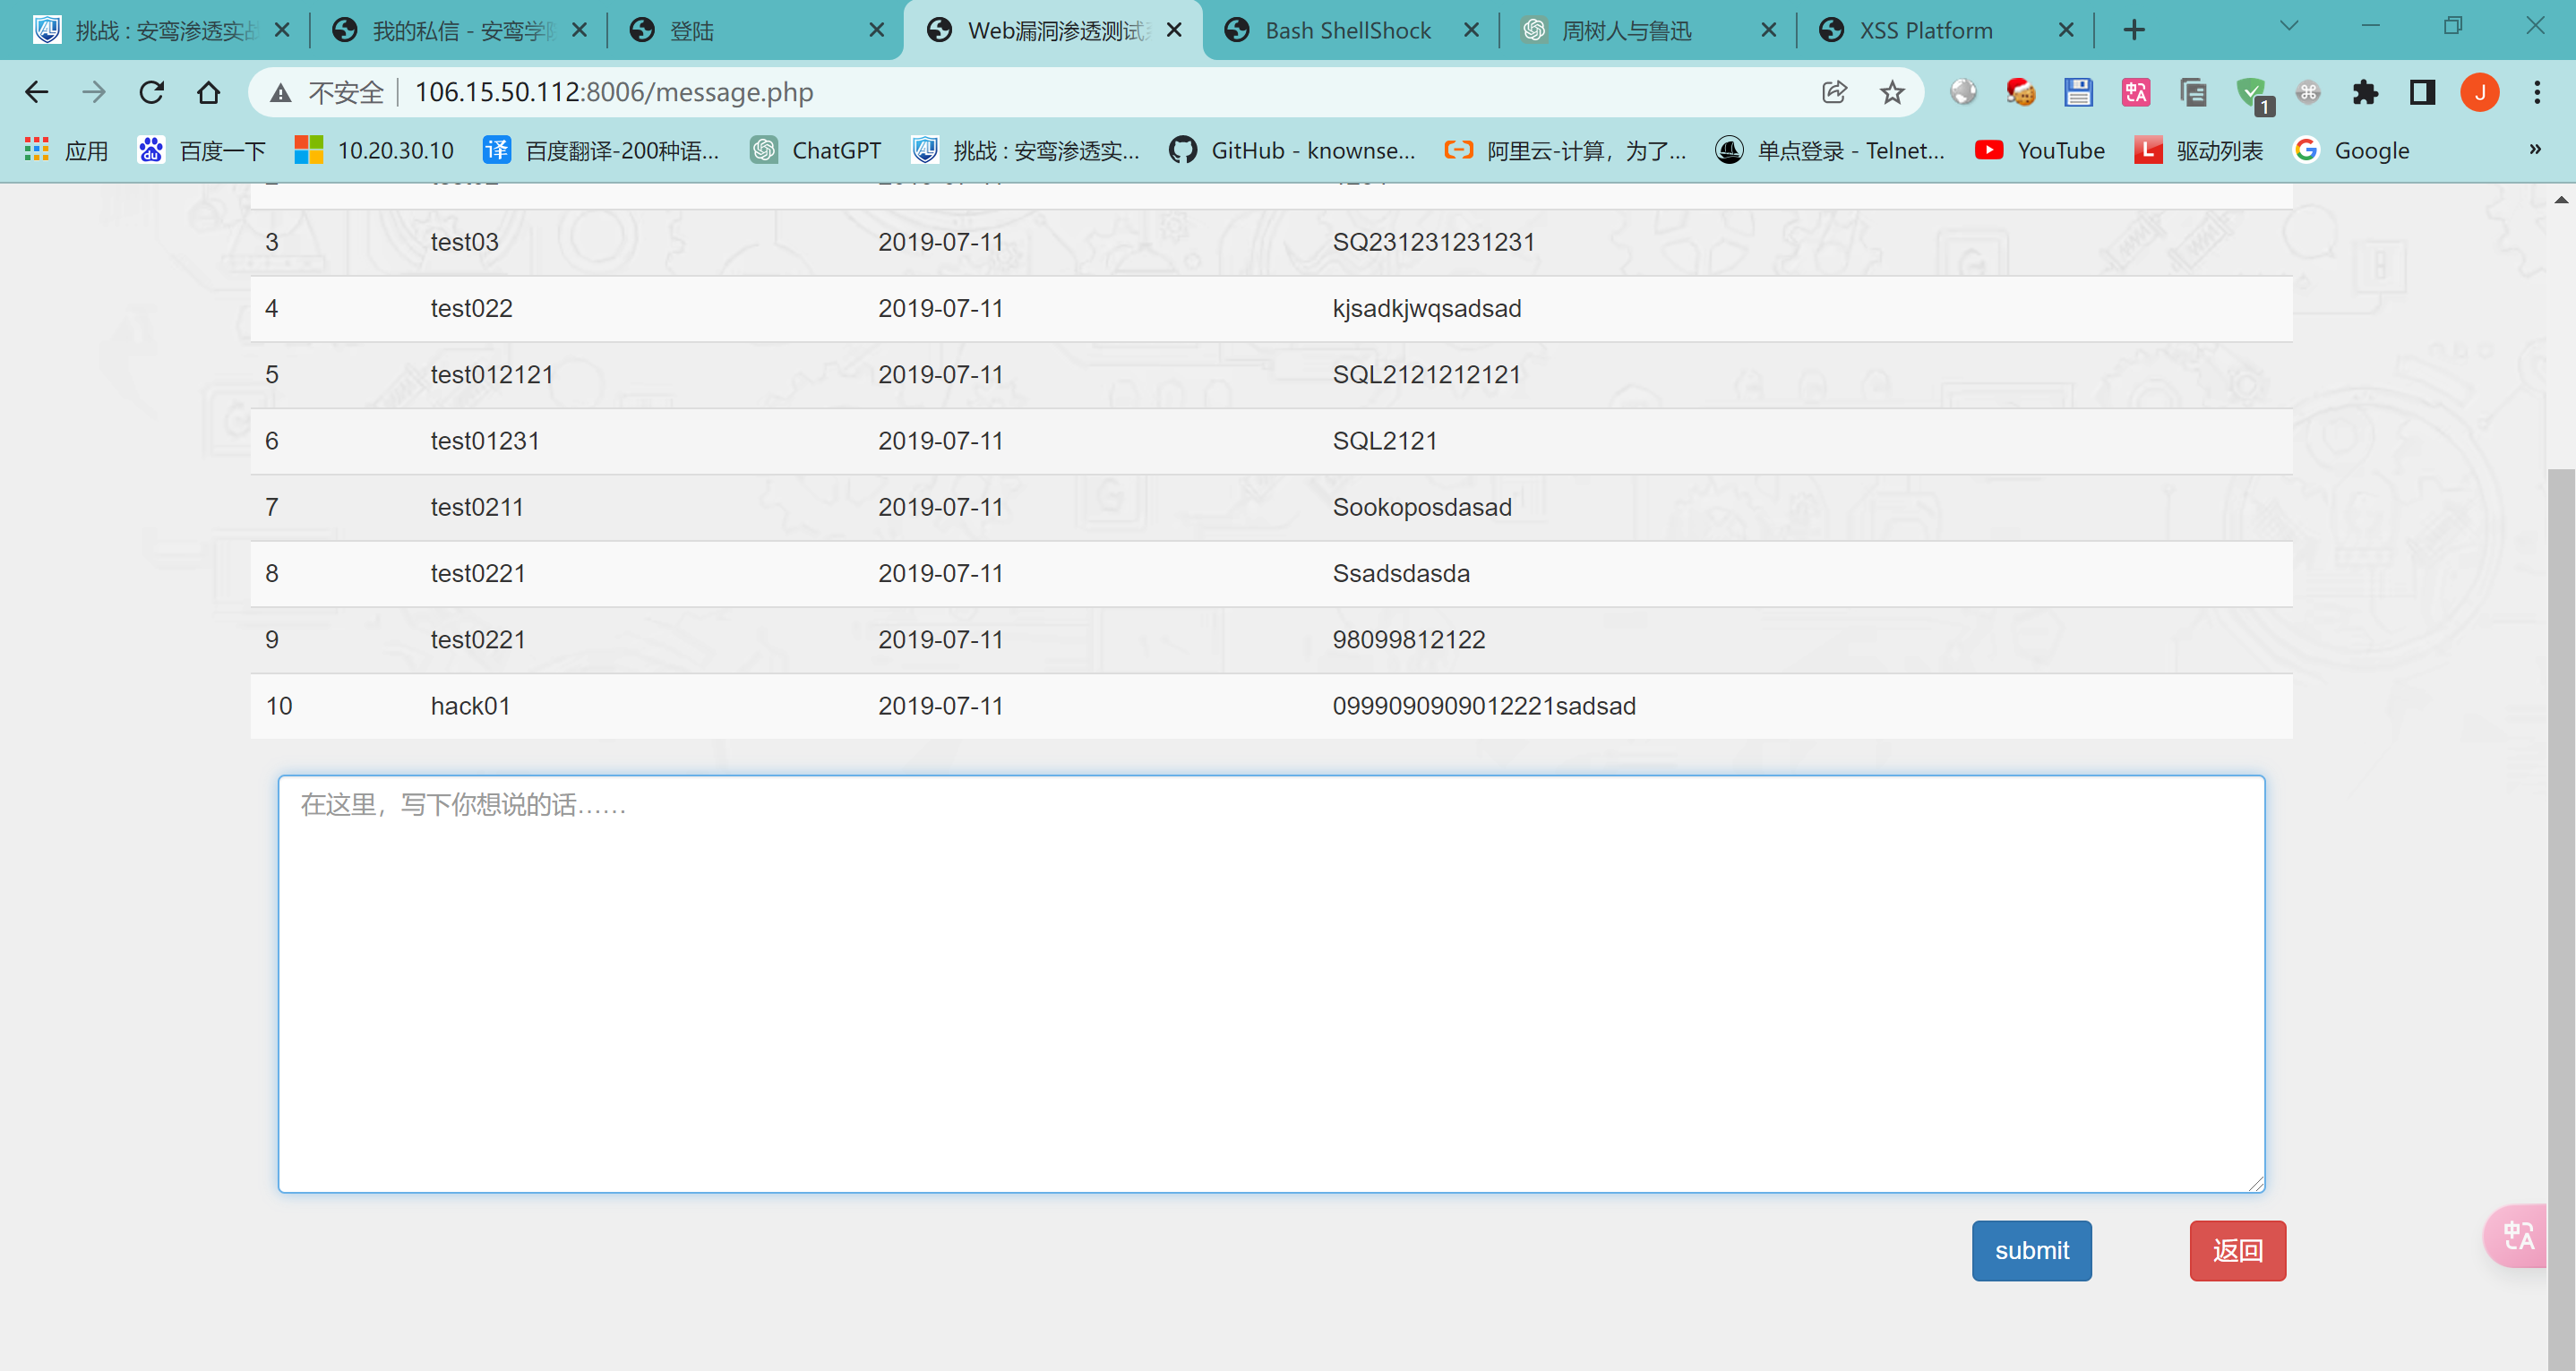 挑战 : 安鸾渗透实战
我的私信 - 安鸾学院
登陆
Web漏洞渗透测试
Bash ShellShock
周树人与鲁迅
XSS Platform
不安全 106.15.50.112:8006/message.php
1
J
应用
百度一下
10.20.30.10
译 百度翻译-200种语...
ChatGPT
挑战 : 安鸾渗透实...
GitHub - knownse...
阿里云-计算，为了...
单点登录 - Telnet...
YouTube
L 驱动列表
Google
»
3 test03 2019-07-11 SQ231231231231
4 test022 2019-07-11 kjsadkjwqsadsad
5 test012121 2019-07-11 SQL2121212121
6 test01231 2019-07-11 SQL2121
7 test0211 2019-07-11 Sookoposdasad
8 test0221 2019-07-11 Ssadsdasda
9 test0221 2019-07-11 98099812122
10 hack01 2019-07-11 0999090909012221sadsad
在这里，写下你想说的话……
submit
返回